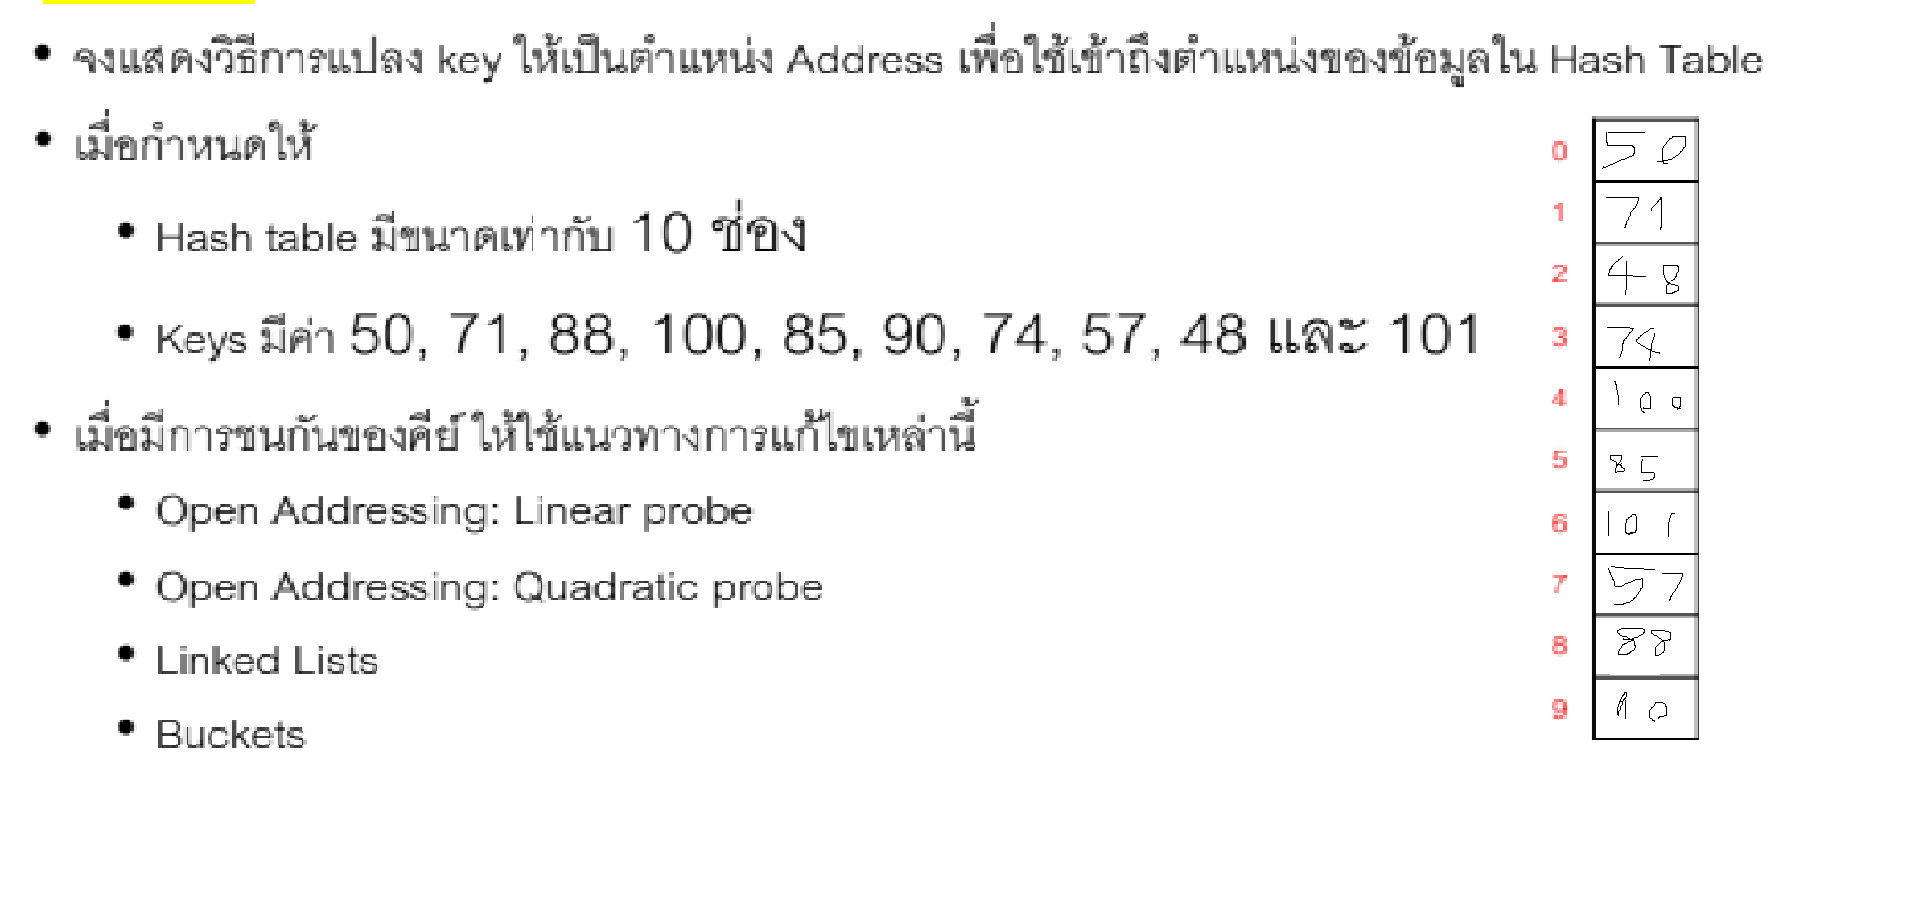 • จงแสดงวิธีการแปลง key ให้เป็นตำแหน่ง Address เพื่อใช้เข้าถึงตำแหน่งของข้อมูลใน Hash Table
• เมื่อกำหนดให้
• Hash table มีขนาดเท่ากับ 10 ช่อง
• Keys มีค่า 50, 71, 88, 100, 85, 90, 74, 57, 48 และ 101
• เมื่อมีการชนกันของคีย์ ให้ใช้แนวทางการแก้ไขเหล่านี้
• Open Addressing: Linear probe
• Open Addressing: Quadratic probe
• Linked Lists
• Buckets
0 50
1 71
2 48
3 74
4 100
5 85
6 101
7 57
8 88
9 90